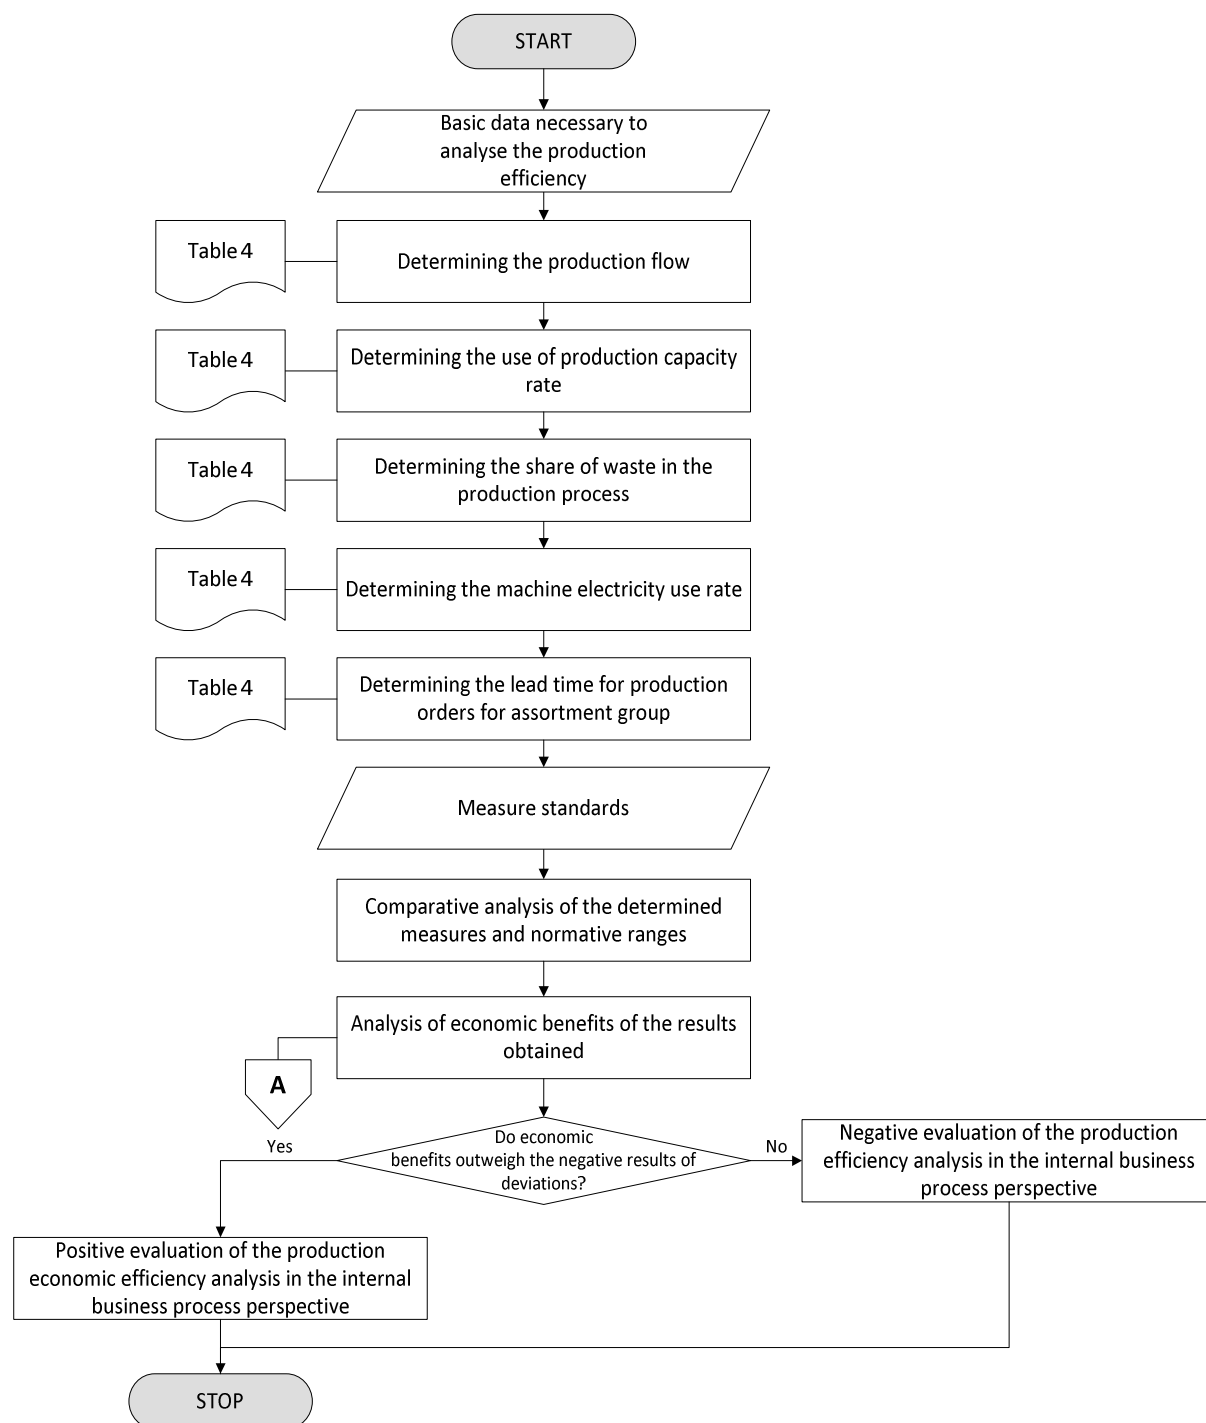 START
Basic data necessary to
analyse the production
efficiency
Table 4
Determining the production flow
Table 4
Determining the use of production capacity
rate
Table 4
Determining the share of waste in the
production process
Table 4
Determining the machine electricity use rate
Table 4
Determining the lead time for production
orders for assortment group
Measure standards
Comparative analysis of the determined
measures and normative ranges
Analysis of economic benefits of the results
obtained
A
Do economic
benefits outweigh the negative results of
deviations?
Yes
No
Negative evaluation of the production
efficiency analysis in the internal business
process perspective
Positive evaluation of the production
economic efficiency analysis in the internal
business process perspective
STOP